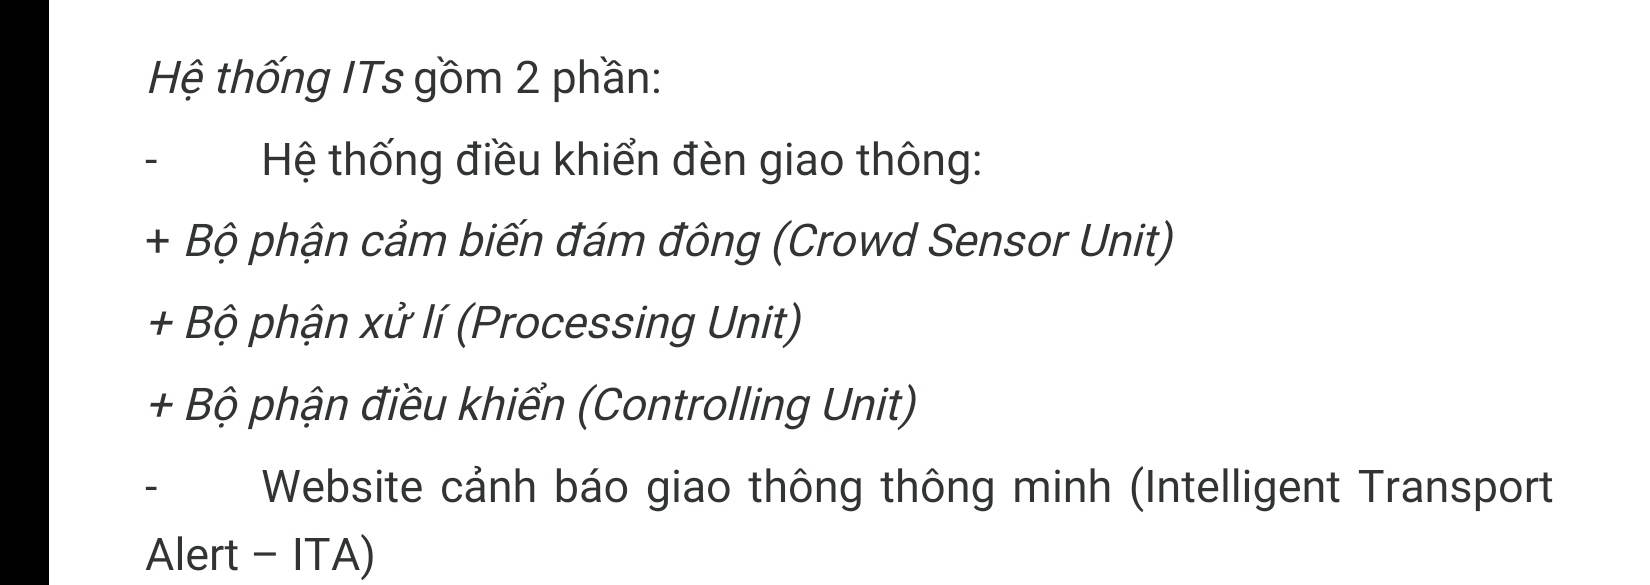 Hệ thống ITs gồm 2 phần:
- Hệ thống điều khiển đèn giao thông:
+ Bộ phận cảm biến đám đông (Crowd Sensor Unit)
+ Bộ phận xử lí (Processing Unit)
+ Bộ phận điều khiển (Controlling Unit)
- Website cảnh báo giao thông thông minh (Intelligent Transport
Alert – ITA)